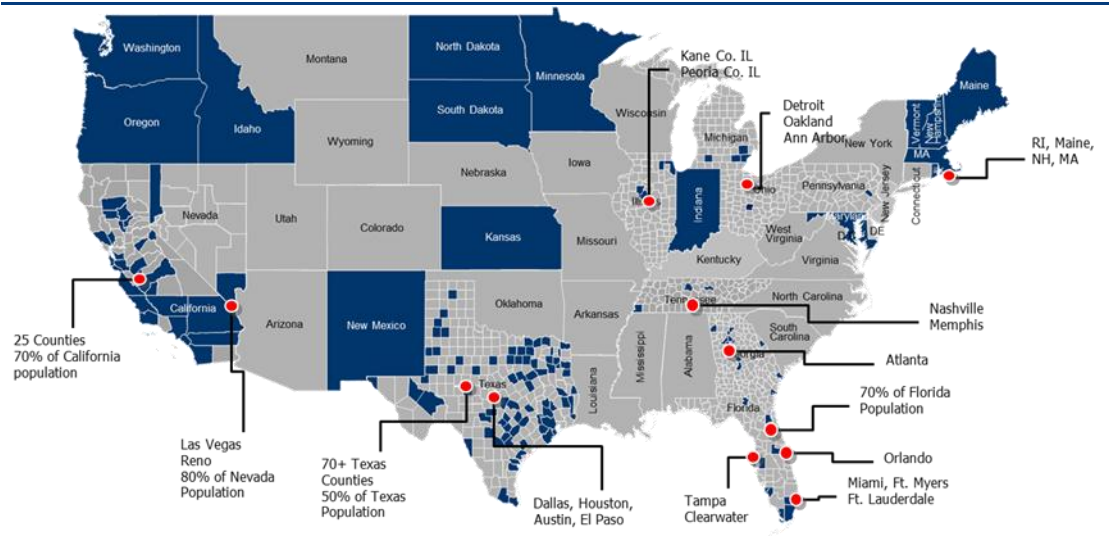 Washington
Montana
North Dakota
Minnesota
Kane Co. IL
Peoria Co. IL
Maine
Oregon
Idaho
South Dakota
Wisconsin
Michigan
Detroit
Oakland
Ann Arbor
New York
Vermont
New Hampshire
MA
RI, Maine,
NH, MA
Wyoming
Iowa
Nebraska
Nevada
Utah
Colorado
Kansas
Missouri
Indiana
Pennsylvania
New Jersey
Connecticut
West
Virginia
Maryland
DE
Virginia
Kentucky
California
Arizona
New Mexico
Oklahoma
Arkansas
North Carolina
South
Carolina
Mississippi
Alabama
Louisiana
Texas
Florida
25 Counties
70% of California
population
Nashville
Memphis
Atlanta
70% of Florida
Population
Orlando
Las Vegas
Reno
80% of Nevada
Population
70+ Texas
Counties
50% of Texas
Population
Dallas, Houston,
Austin, El Paso
Tampa
Clearwater
Miami, Ft. Myers
Ft. Lauderdale